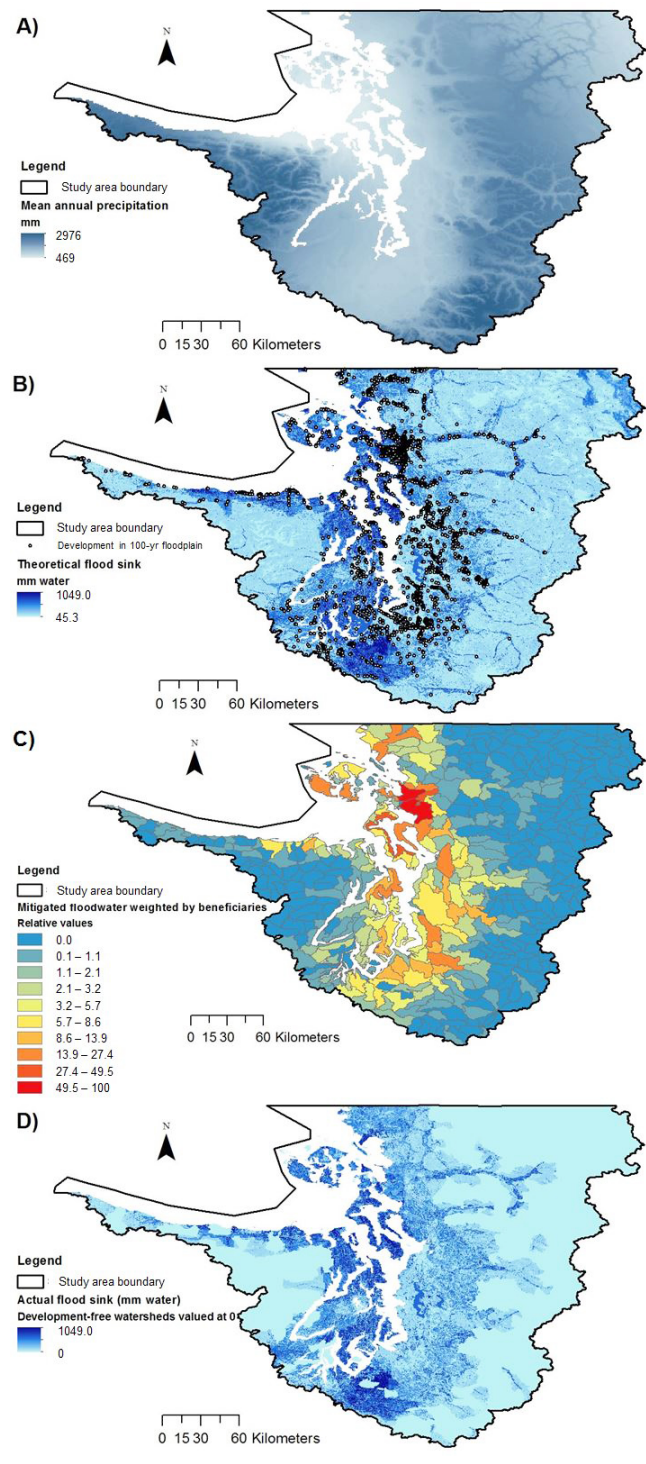 A)
N
Legend
Study area boundary
Mean annual precipitation
mm
2976
469
0 15 30 60 Kilometers
B)
N
Legend
Study area boundary
Development in 100-yr floodplain
Theoretical flood sink
mm water
1049.0
45.3
0 15 30 60 Kilometers
C)
N
Legend
Study area boundary
Mitigated floodwater weighted by beneficiaries
Relative values
0.0
0.1 – 1.1
1.1 – 2.1
2.1 – 3.2
3.2 – 5.7
5.7 – 8.6
8.6 – 13.9
13.9 – 27.4
27.4 – 49.5
49.5 – 100
0 15 30 60 Kilometers
D)
N
Legend
Study area boundary
Actual flood sink (mm water)
Development-free watersheds valued at 0
1049.0
0
0 15 30 60 Kilometers